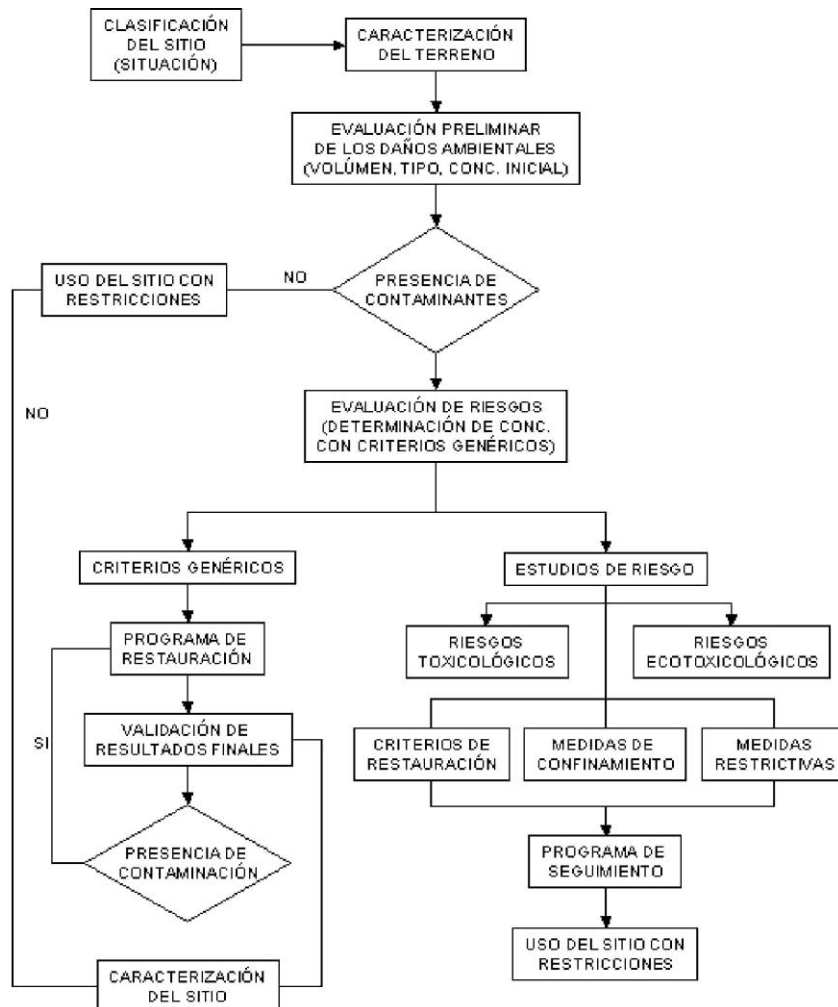 CLASIFICACIÓN
DEL SITIO
(SITUACIÓN)
CARACTERIZACIÓN
DEL TERRENO
EVALUACIÓN PRELIMINAR
DE LOS DAÑOS AMBIENTALES
(VOLÚMEN, TIPO, CONC. INICIAL)
PRESENCIA DE
CONTAMINANTES
NO
USO DEL SITIO CON
RESTRICCIONES
NO
EVALUACIÓN DE RIESGOS
(DETERMINACIÓN DE CONC.
CON CRITERIOS GENÉRICOS)
CRITERIOS GENÉRICOS
PROGRAMA DE
RESTAURACIÓN
VALIDACIÓN DE
RESULTADOS FINALES
SI
PRESENCIA DE
CONTAMINACIÓN
CARACTERIZACIÓN
DEL SITIO
ESTUDIOS DE RIESGO
RIESGOS
TOXICOLÓGICOS
RIESGOS
ECOTOXICOLÓGICOS
CRITERIOS DE
RESTAURACIÓN
MEDIDAS DE
CONFINAMIENTO
MEDIDAS
RESTRICTIVAS
PROGRAMA DE
SEGUIMIENTO
USO DEL SITIO CON
RESTRICCIONES